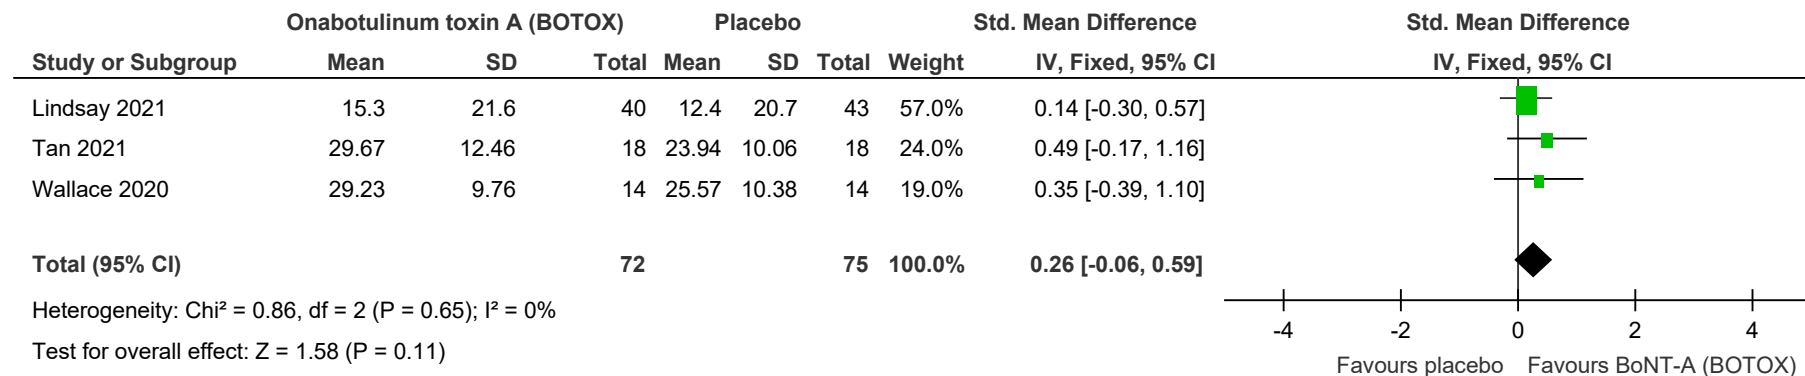 Onabotulinum toxin A (BOTOX) Placebo Std. Mean Difference Std. Mean Difference
Study or Subgroup Mean SD Total Mean SD Total Weight IV, Fixed, 95% CI IV, Fixed, 95% CI
Lindsay 2021 15.3 21.6 40 12.4 20.7 43 57.0% 0.14 [-0.30, 0.57]
Tan 2021 29.67 12.46 18 23.94 10.06 18 24.0% 0.49 [-0.17, 1.16]
Wallace 2020 29.23 9.76 14 25.57 10.38 14 19.0% 0.35 [-0.39, 1.10]
Total (95% CI) 72 75 100.0% 0.26 [-0.06, 0.59]
Heterogeneity: Chi² = 0.86, df = 2 (P = 0.65); I² = 0%
Test for overall effect: Z = 1.58 (P = 0.11)
-4 -2 0 2 4
Favours placebo Favours BoNT-A (BOTOX)